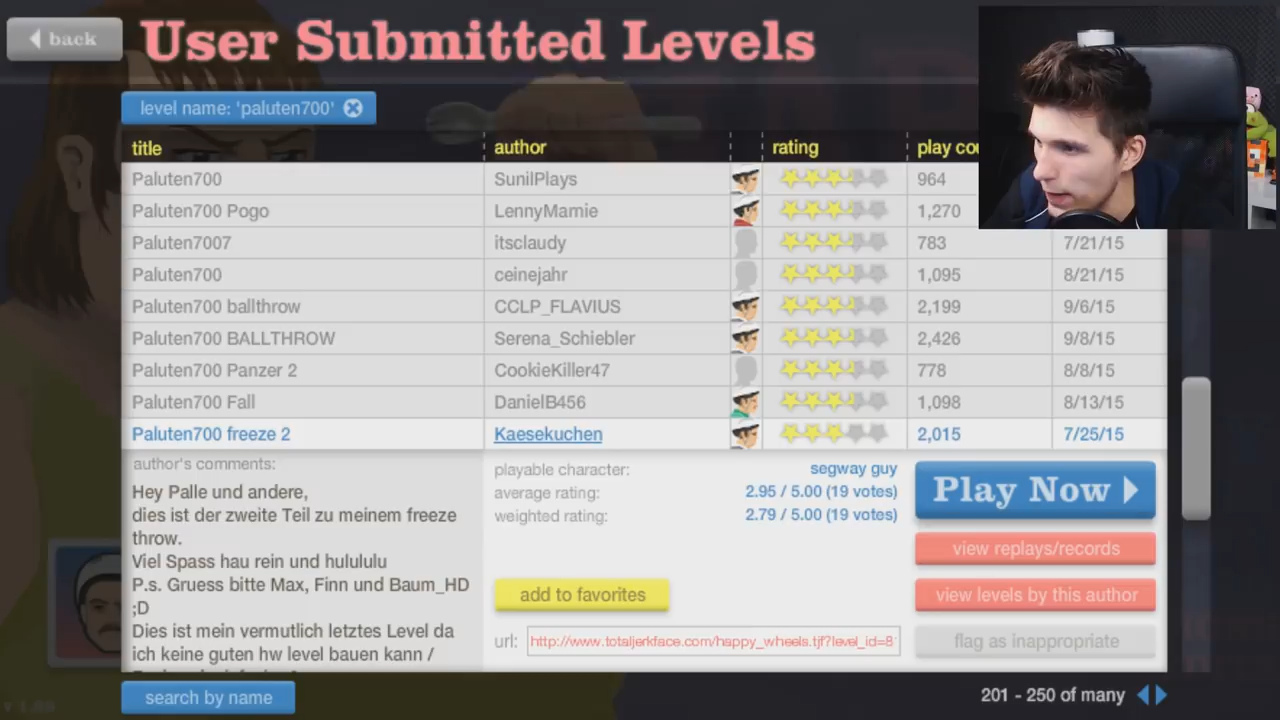 back
User Submitted Levels
level name: 'paluten700'
title author rating play cou
Paluten700 SunilPlays 964
Paluten700 Pogo LennyMamie 1,270
Paluten7007 itsclaudy 783 7/21/15
Paluten700 ceinejahr 1,095 8/21/15
Paluten700 ballthrow CCLP_FLAVIUS 2,199 9/6/15
Paluten700 BALLTHROW Serena_Schiebler 2,426 9/8/15
Paluten700 Panzer 2 CookieKiller47 778 8/8/15
Paluten700 Fall DanielB456 1,098 8/13/15
Paluten700 freeze 2 Kaesekuchen 2,015 7/25/15
author's comments:
Hey Palle und andere,
dies ist der zweite Teil zu meinem freeze
throw.
Viel Spass hau rein und hulululu
P.s. Gruess bitte Max, Finn und Baum_HD
;D
Dies ist mein vermutlich letztes Level da
ich keine guten hw level bauen kann /
playable character: segway guy
average rating: 2.95 / 5.00 (19 votes)
weighted rating: 2.79 / 5.00 (19 votes)
add to favorites
url: http://www.totaljerkface.com/happy_wheels.tjf?level_id=8
Play Now
view replays/records
view levels by this author
flag as inappropriate
search by name
201 - 250 of many